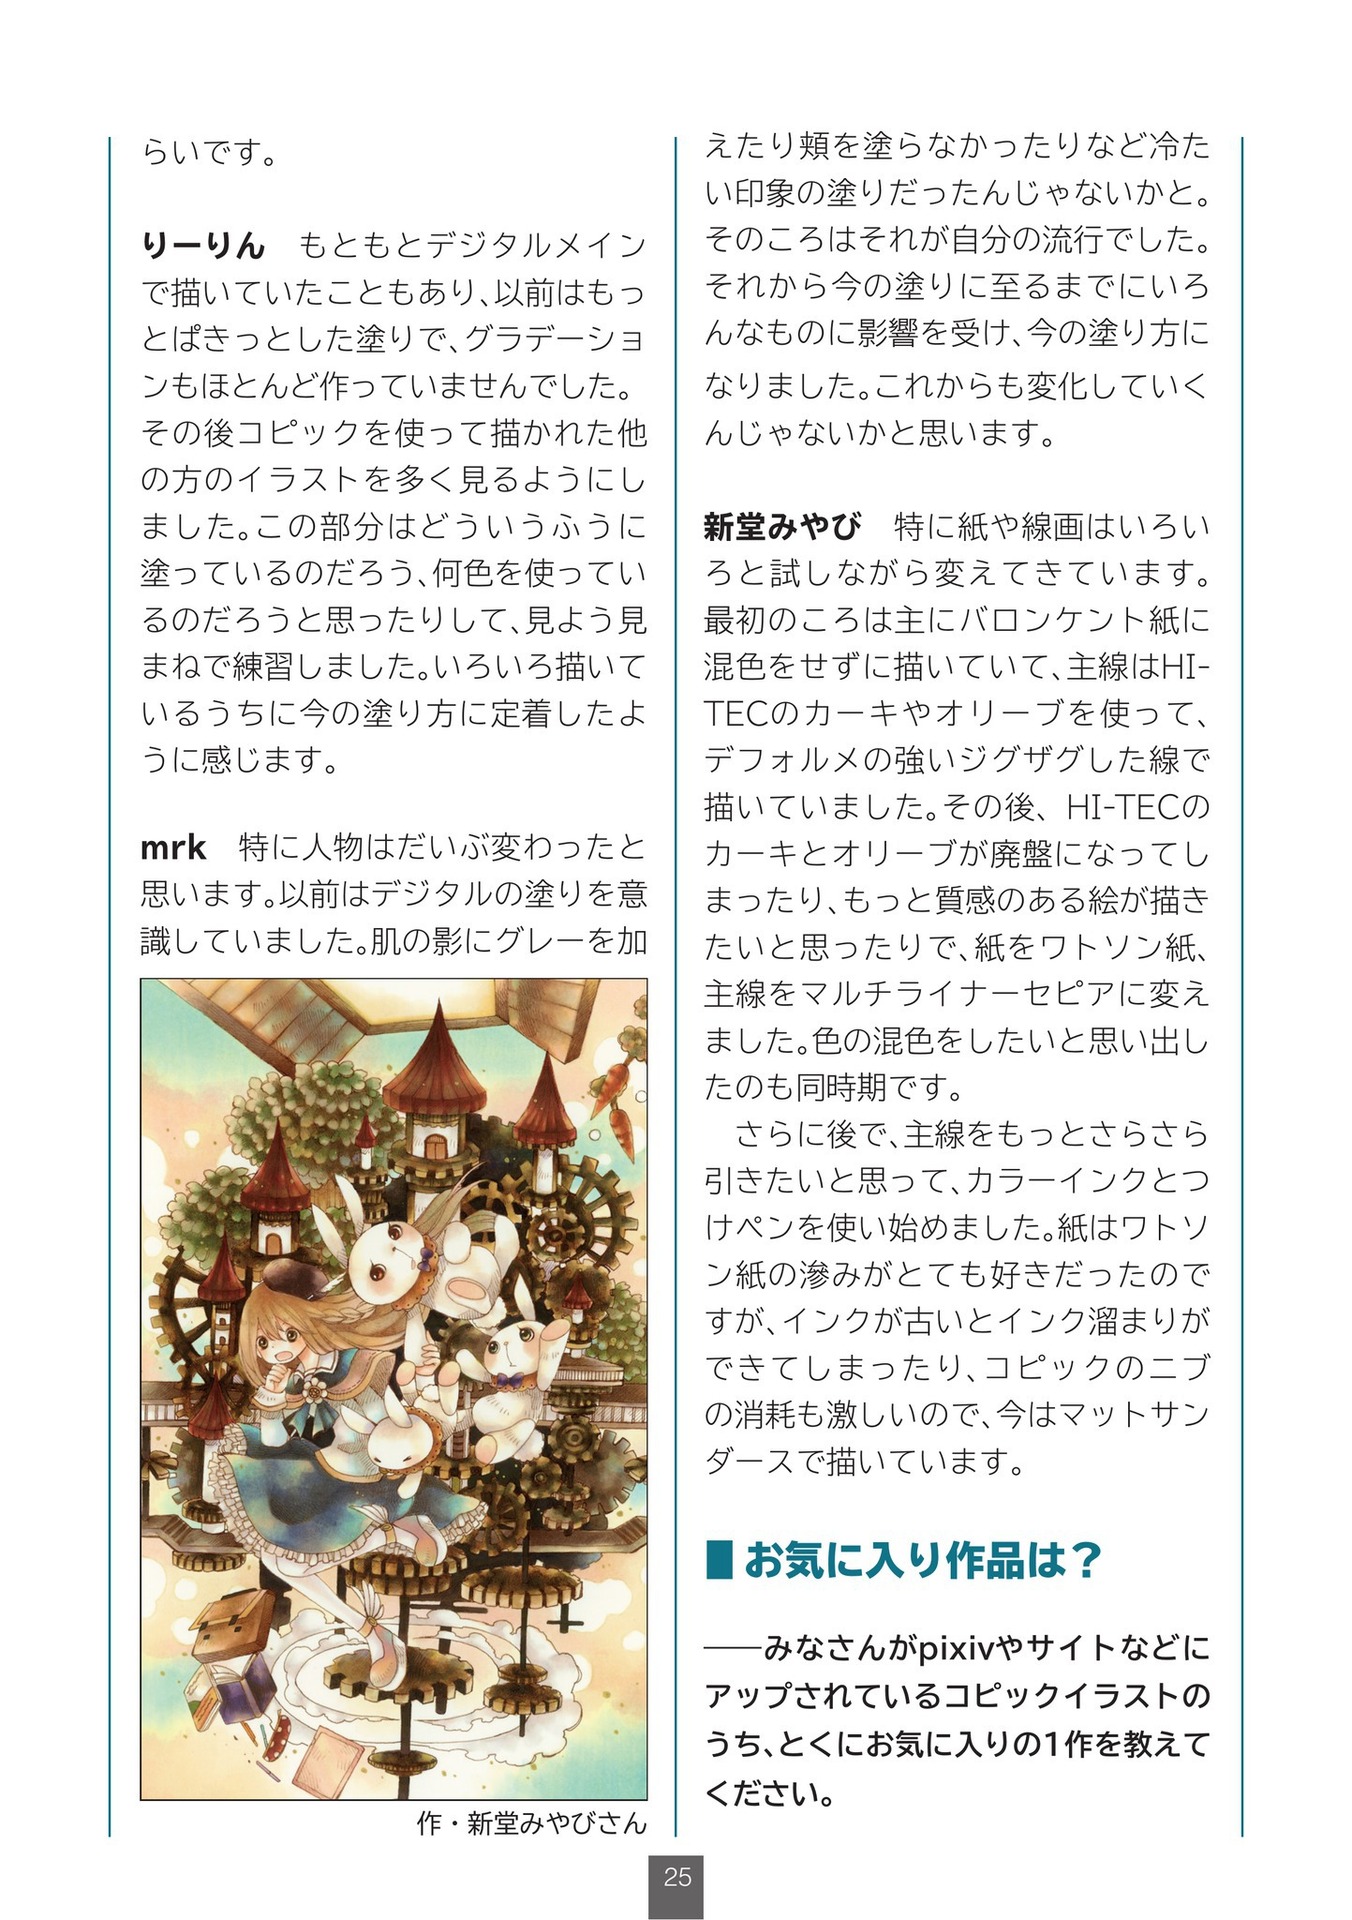 らいです。
りーりん　もともとデジタルメイン
で描いていたこともあり、以前はもっ
とぱきっとした塗りで、グラデーショ
ンもほとんど作っていませんでした。
その後コピックを使って描かれた他
の方のイラストを多く見るようにし
ました。この部分はどういうふうに
塗っているのだろう、何色を使ってい
るのだろうと思ったりして、見よう見
まねで練習しました。いろいろ描いて
いるうちに今の塗り方に定着したよ
うに感じます。
mrk　特に人物はだいぶ変わったと
思います。以前はデジタルの塗りを意
識していました。肌の影にグレーを加
作・新堂みやびさん
えたり頬を塗らなかったりなど冷た
い印象の塗りだったんじゃないかと。
そのころはそれが自分の流行でした。
それから今の塗りに至るまでにいろ
んなものに影響を受け、今の塗り方に
なりました。これからも変化していく
んじゃないかと思います。
新堂みやび　特に紙や線画はいろい
ろと試しながら変えてきています。
最初のころは主にバロンケント紙に
混色をせずに描いていて、主線はHI-
TECのカーキやオリーブを使って、
デフォルメの強いジグザグした線で
描いていました。その後、HI-TECの
カーキとオリーブが廃盤になってし
まったり、もっと質感のある絵が描き
たいと思ったりで、紙をワトソン紙、
主線をマルチライナーセピアに変え
ました。色の混色をしたいと思い出し
たのも同時期です。
　さらに後で、主線をもっとさらさら
引きたいと思って、カラーインクとつ
けペンを使い始めました。紙はワトソ
ン紙の滲みがとても好きだったので
すが、インクが古いとインク溜まりが
できてしまったり、コピックのニブ
の消耗も激しいので、今はマットサン
ダースで描いています。
■お気に入り作品は？
――みなさんがpixivやサイトなどに
アップされているコピックイラストの
うち、とくにお気に入りの1作を教えて
ください。
25